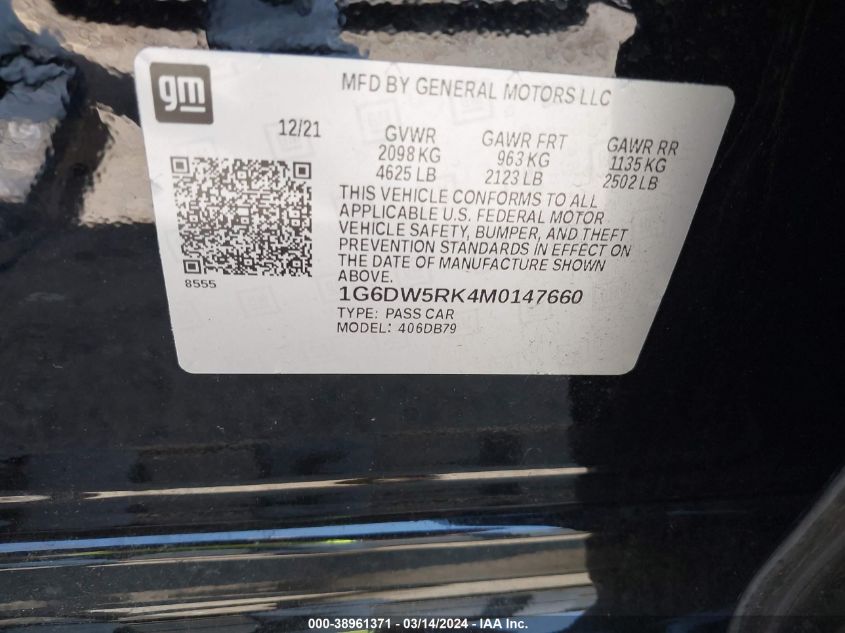 gm
MFD BY GENERAL MOTORS LLC
12/21
GVWR
2098 KG
4625 LB
GAWR FRT
963 KG
2123 LB
GAWR RR
1135 KG
2502 LB
THIS VEHICLE CONFORMS TO ALL
APPLICABLE U.S. FEDERAL MOTOR
VEHICLE SAFETY, BUMPER, AND THEFT
PREVENTION STANDARDS IN EFFECT ON
THE DATE OF MANUFACTURE SHOWN
ABOVE.
8555
1G6DW5RK4M0147660
TYPE: PASS CAR
MODEL: 406DB79
000-38961371 | 03/14/2024 - IAA Inc.